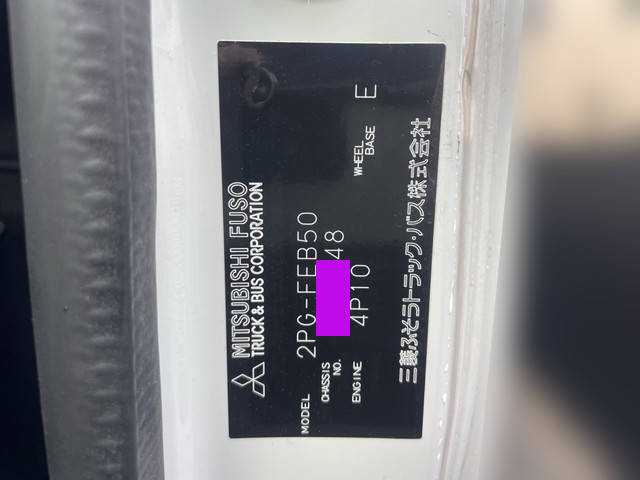 MITSUBISHI FUSO
TRUCK & BUS CORPORATION
MODEL 2PG-FEB50
CHASSIS NO. 48
ENGINE 4P10 WHEEL BASE E
三菱ふそうトラック・バス株式会社